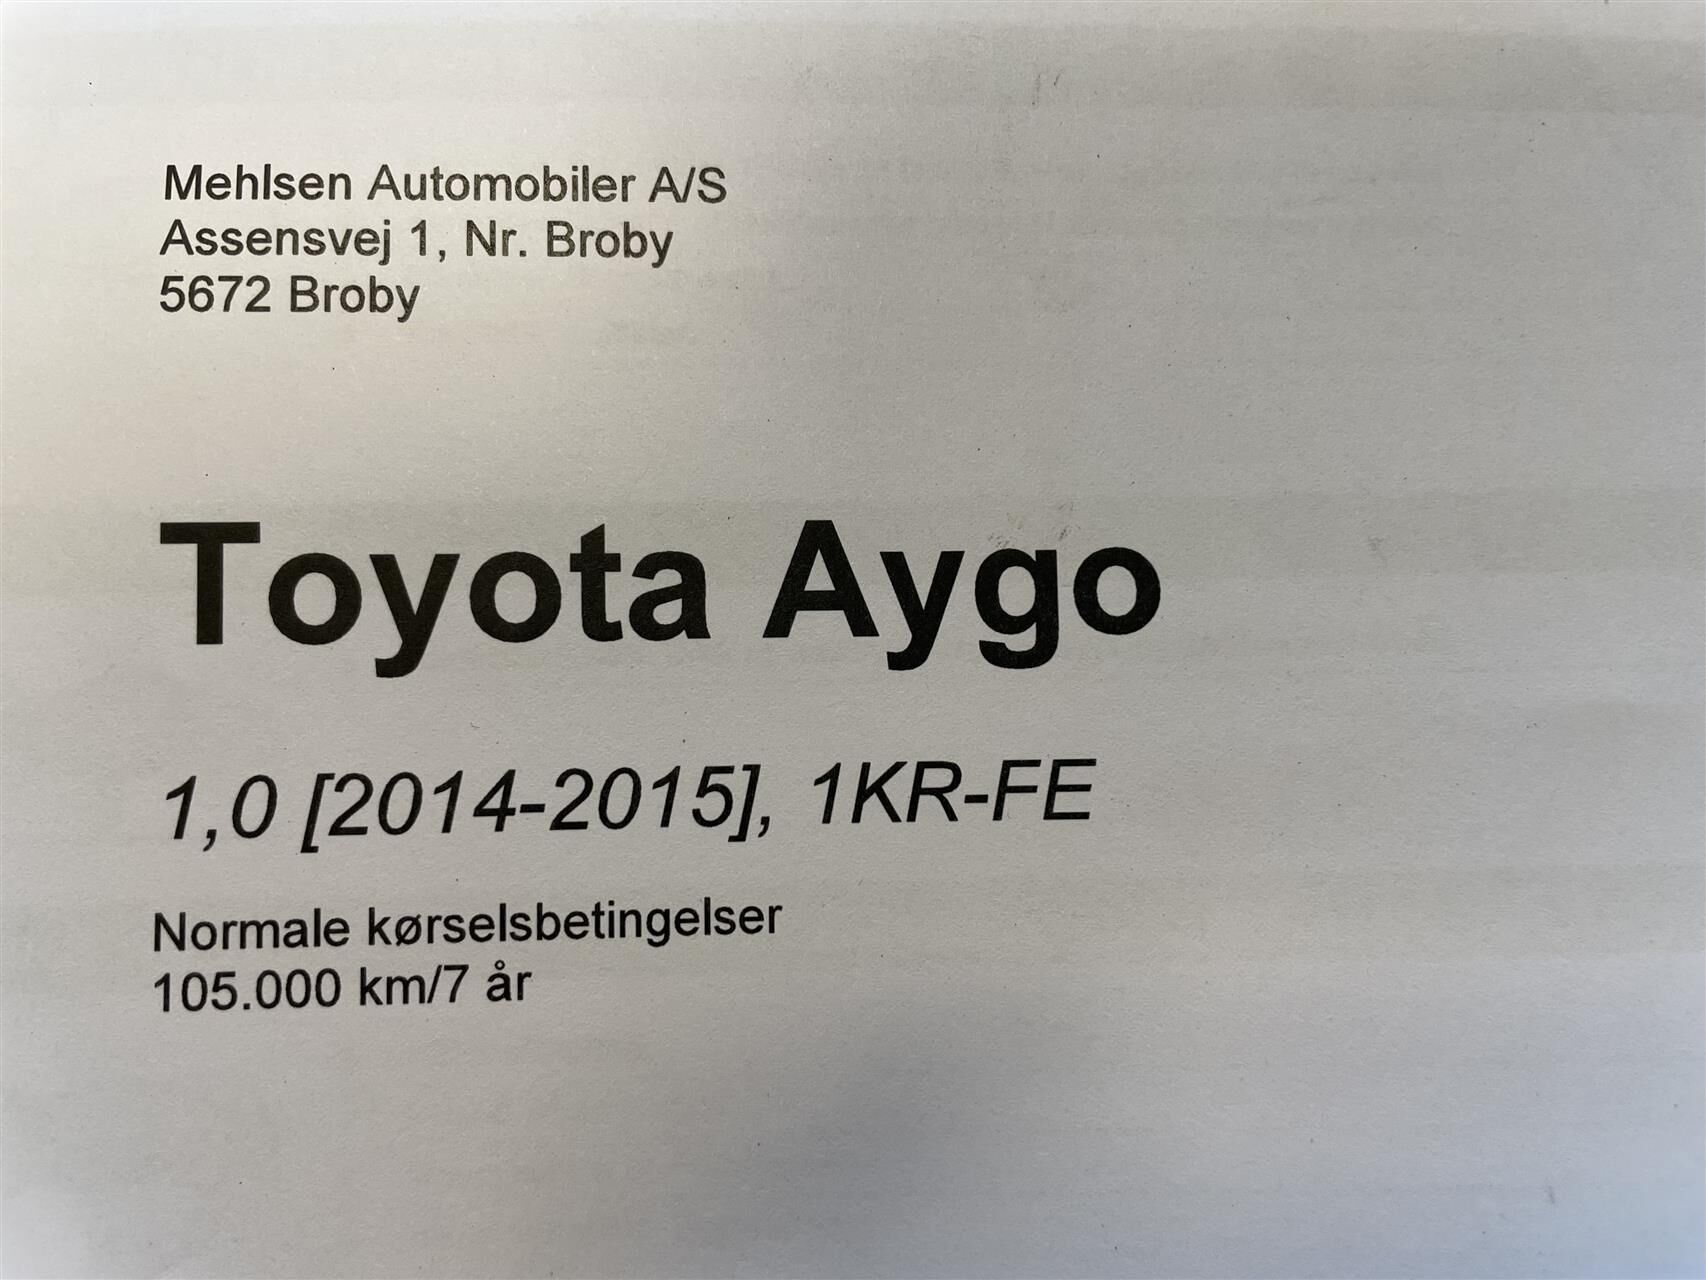 Mehlsen Automobiler A/S
Assensvej 1, Nr. Broby
5672 Broby
Toyota Aygo
1,0 [2014-2015], 1KR-FE
Normale kørselsbetingelser
105.000 km/7 år